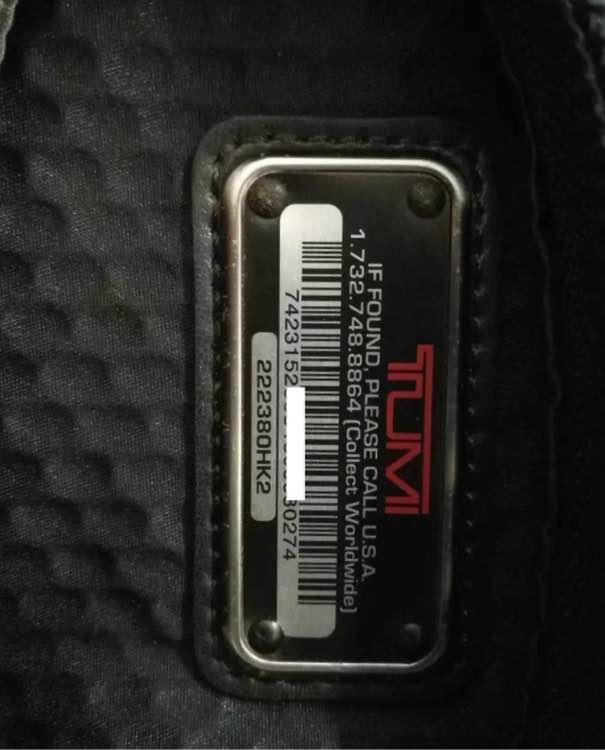 TUMI
IF FOUND, PLEASE CALL U.S.A.
1.732.748.8864 (Collect Worldwide)
7423152 30274
222380HK2